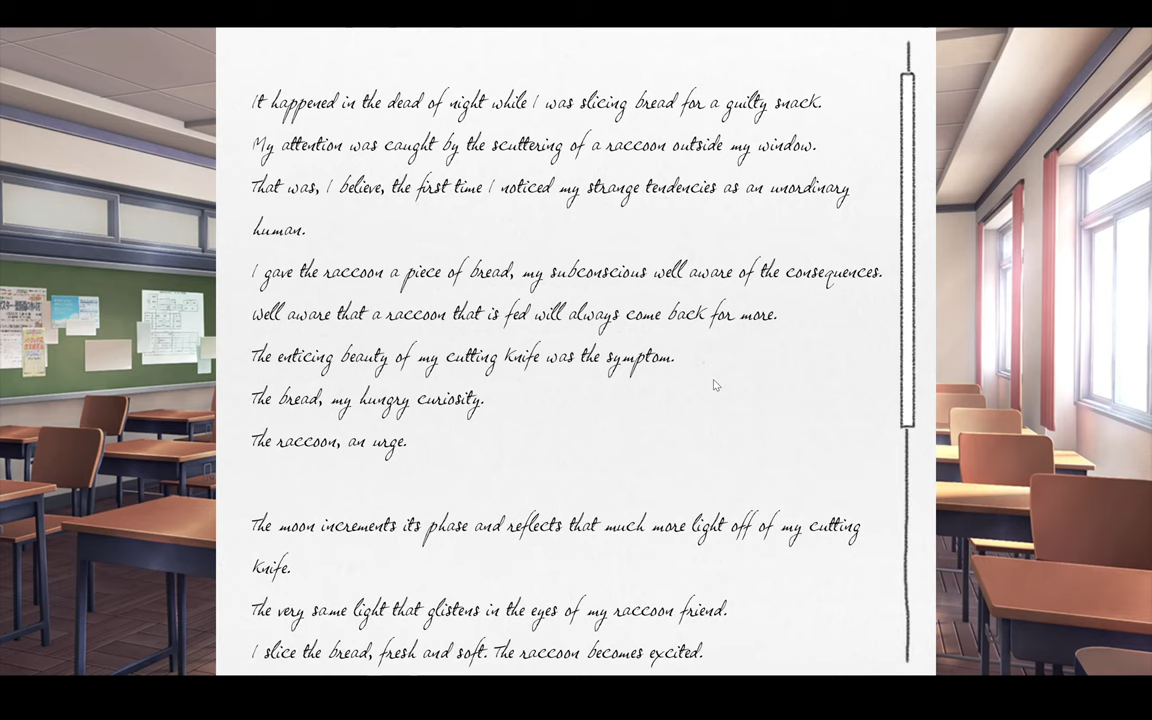 It happened in the dead of night while I was slicing bread for a guilty snack.
My attention was caught by the scuttering of a raccoon outside my window.
That was, I believe, the first time I noticed my strange tendencies as an unordinary
human.
I gave the raccoon a piece of bread, my subconscious well aware of the consequences.
Well aware that a raccoon that is fed will always come back for more.
The enticing beauty of my cutting knife was the symptom.
The bread, my hungry curiosity.
The raccoon, an urge.
The moon increments its phase and reflects that much more light off of my cutting
knife.
The very same light that glistens in the eyes of my raccoon friend.
I slice the bread, fresh and soft. The raccoon becomes excited.